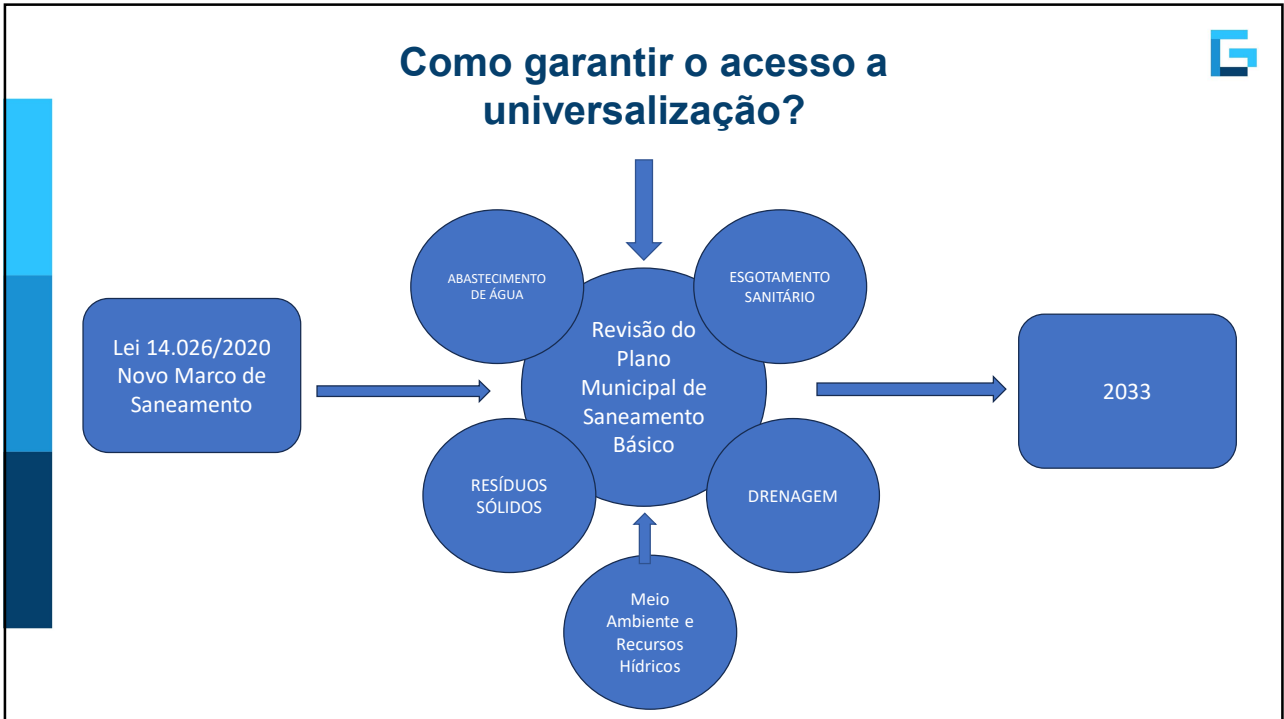 Como garantir o acesso a
universalização?
Lei 14.026/2020
Novo Marco de
Saneamento
ABASTECIMENTO
DE ÁGUA
ESGOTAMENTO
SANITÁRIO
Revisão do
Plano
Municipal de
Saneamento
Básico
2033
RESÍDUOS
SÓLIDOS
DRENAGEM
Meio
Ambiente e
Recursos
Hídricos